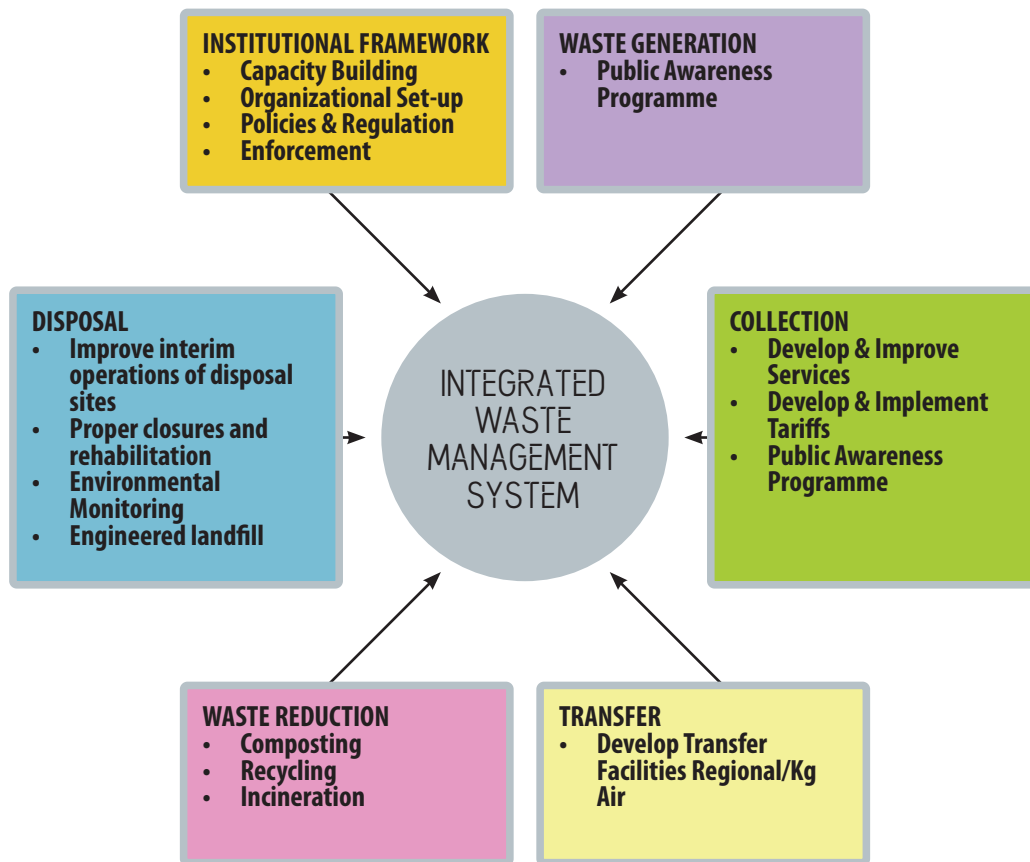 INSTITUTIONAL FRAMEWORK
• Capacity Building
• Organizational Set-up
• Policies & Regulation
• Enforcement
WASTE GENERATION
• Public Awareness
Programme
DISPOSAL
• Improve interim
operations of disposal
sites
• Proper closures and
rehabilitation
• Environmental
Monitoring
• Engineered landfill
INTEGRATED
WASTE
MANAGEMENT
SYSTEM
COLLECTION
• Develop & Improve
Services
• Develop & Implement
Tariffs
• Public Awareness
Programme
WASTE REDUCTION
• Composting
• Recycling
• Incineration
TRANSFER
• Develop Transfer
Facilities Regional/Kg
Air